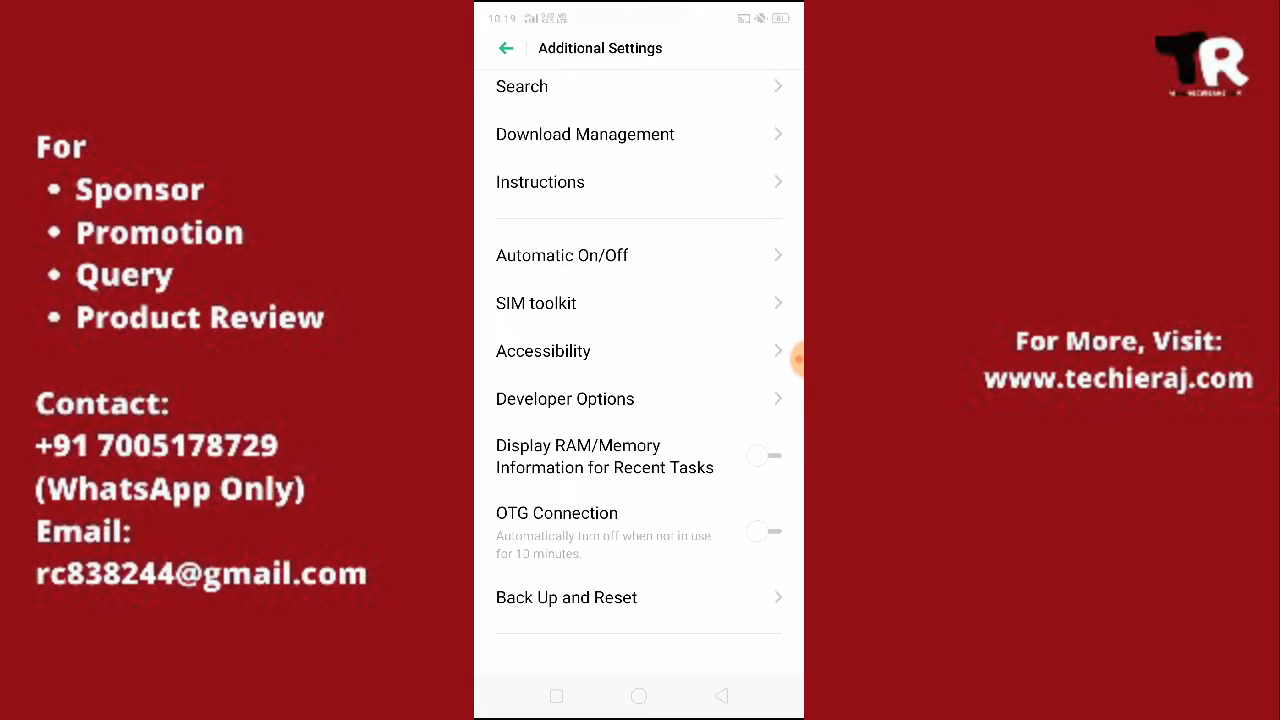 For
• Sponsor
• Promotion
• Query
• Product Review
Contact:
+91 7005178729
(WhatsApp Only)
Email:
rc838244@gmail.com
10:19
Additional Settings
Search
Download Management
Instructions
Automatic On/Off
SIM toolkit
Accessibility
Developer Options
Display RAM/Memory
Information for Recent Tasks
OTG Connection
Automatically turn off when not in use
for 10 minutes.
Back Up and Reset
TR
For More, Visit:
www.techieraj.com